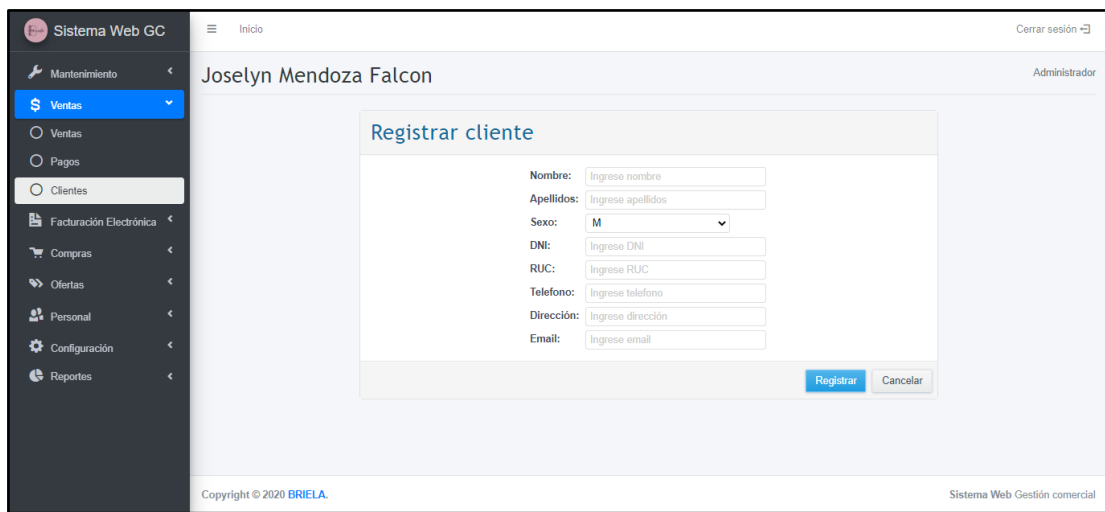 Sistema Web GC
Inicio
Cerrar sesión
Mantenimiento
Ventas
Ventas
Pagos
Clientes
Facturación Electrónica
Compras
Ofertas
Personal
Configuración
Reportes
Joselyn Mendoza Falcon
Administrador
Registrar cliente
Nombre: Ingrese nombre
Apellidos: Ingrese apellidos
Sexo: M
DNI: Ingrese DNI
RUC: Ingrese RUC
Telefono: Ingrese telefono
Dirección: Ingrese dirección
Email: Ingrese email
Registrar Cancelar
Copyright © 2020 BRIELA.
Sistema Web Gestión comercial